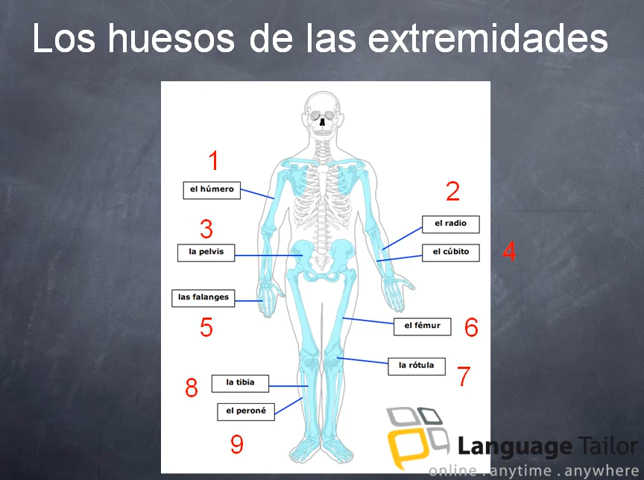 Los huesos de las extremidades
1
el húmero
2
3
el radio
la pelvis
el cúbito
4
las falanges
5
el fémur
6
la rótula
7
8
la tibia
el peroné
9
Language Tailor
online . anytime . anywhere